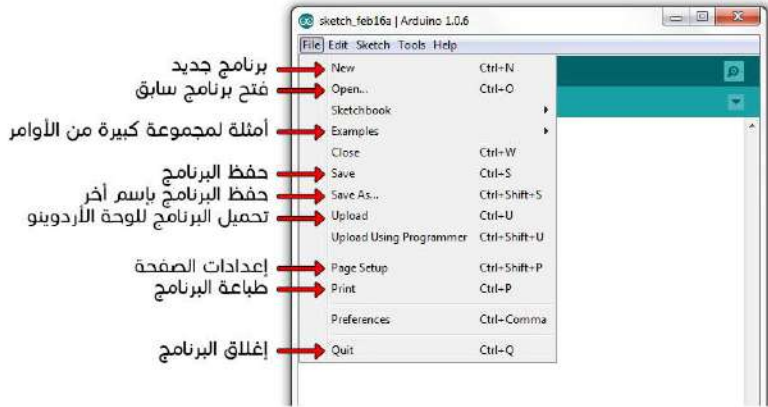 sketch_feb16a | Arduino 1.0.6
File Edit Sketch Tools Help
برنامج جديد New Ctrl+N
فتح برنامج سابق Open... Ctrl+O
Sketchbook
أمثلة لمجموعة كبيرة من الأوامر Examples
Close Ctrl+W
حفظ البرنامج Save Ctrl+S
حفظ البرنامج بإسم أخر Save As... Ctrl+Shift+S
تحميل البرنامج للوحة الأردوينو Upload Ctrl+U
Upload Using Programmer Ctrl+Shift+U
إعدادات الصفحة Page Setup Ctrl+Shift+P
طباعة البرنامج Print Ctrl+P
Preferences Ctrl+Comma
إغلاق البرنامج Quit Ctrl+Q